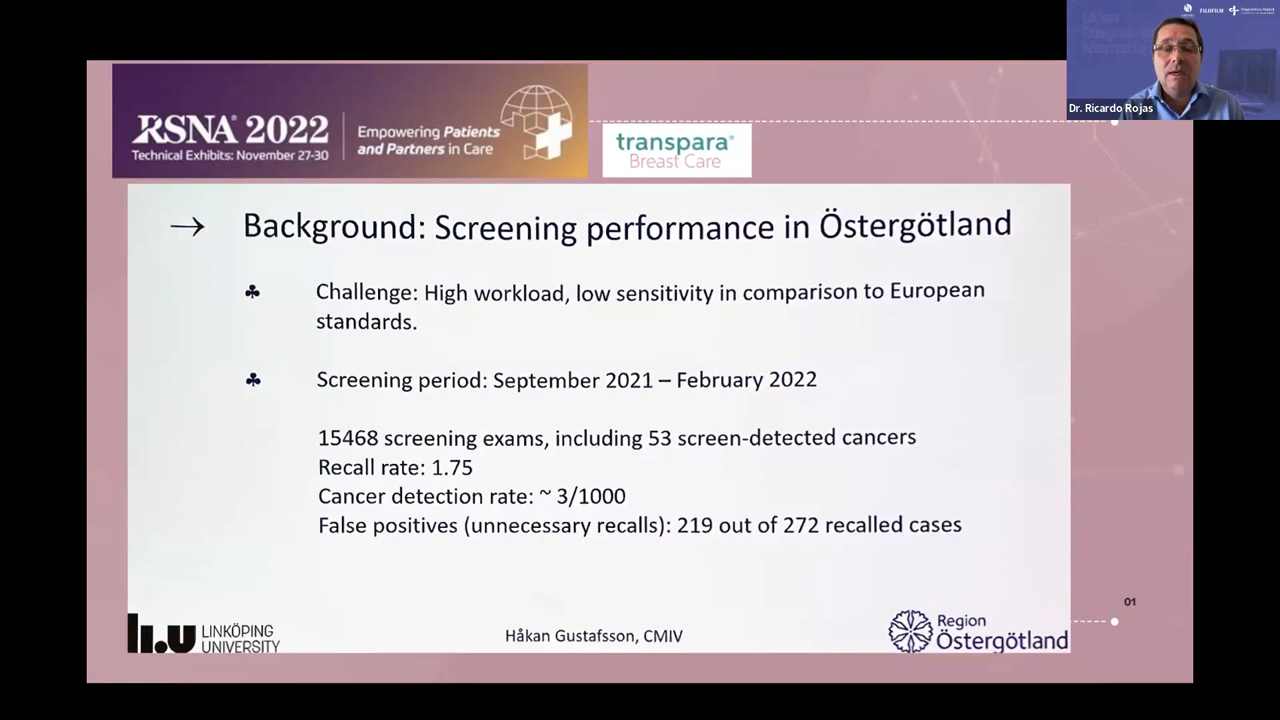 FUJIFILM
Dr. Ricardo Rojas
RSNA® 2022
Technical Exhibits: November 27-30
Empowering Patients
and Partners in Care
transpara®
Breast Care
→ Background: Screening performance in Östergötland
♣ Challenge: High workload, low sensitivity in comparison to European
standards.
♣ Screening period: September 2021 – February 2022
15468 screening exams, including 53 screen-detected cancers
Recall rate: 1.75
Cancer detection rate: ~ 3/1000
False positives (unnecessary recalls): 219 out of 272 recalled cases
01
li.u LINKÖPING
UNIVERSITY
Håkan Gustafsson, CMIV
Region
Östergötland